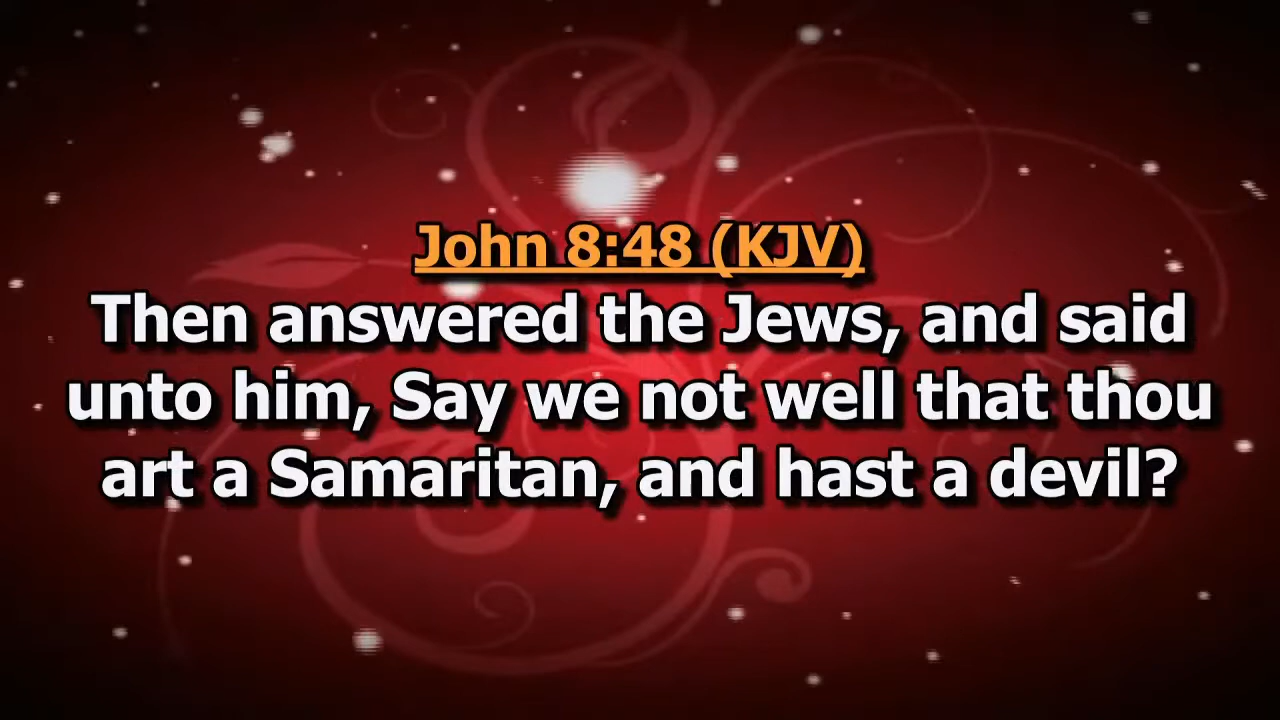 John 8:48 (KJV)
Then answered the Jews, and said
unto him, Say we not well that thou
art a Samaritan, and hast a devil?